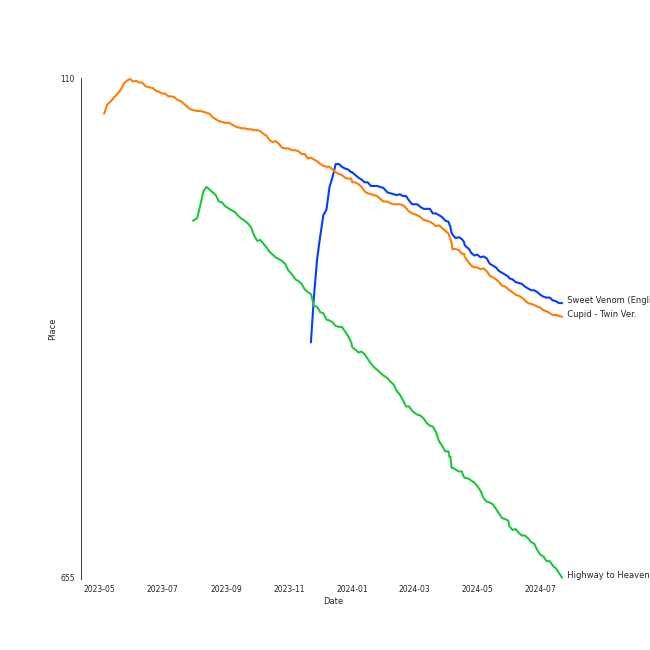 110
Place
Sweet Venom (Engli
Cupid - Twin Ver.
Highway to Heaven
655
2023-05 2023-07 2023-09 2023-11 2024-01 2024-03 2024-05 2024-07
Date